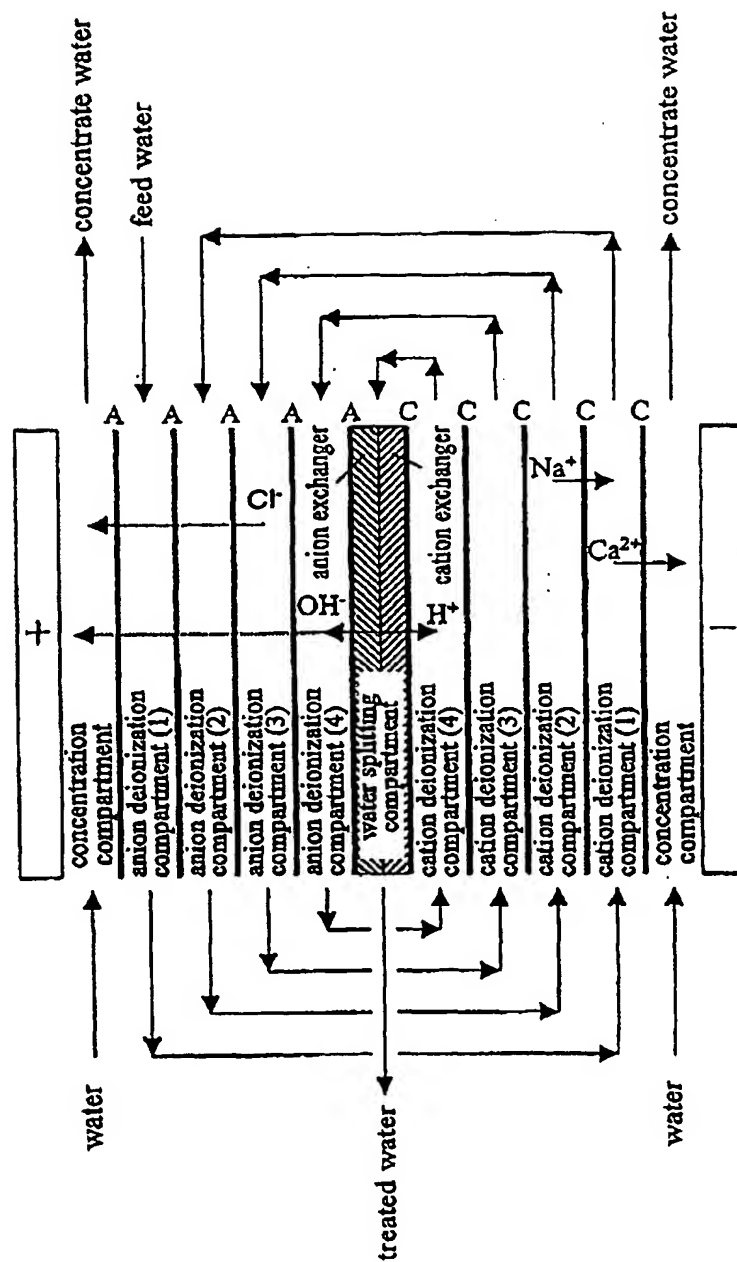 concentrate water
feed water
concentrate water
A
A
A
A
A
C
C
C
C
C
+
Cl-
anion exchanger
OH-
H+
cation exchanger
Na+
Ca2+
−
concentration
compartment
anion deionization
compartment (1)
anion deionization
compartment (2)
anion deionization
compartment (3)
anion deionization
compartment (4)
water splitting
compartment
cation deionization
compartment (4)
cation deionization
compartment (3)
cation deionization
compartment (2)
cation deionization
compartment (1)
concentration
compartment
water
treated water
water